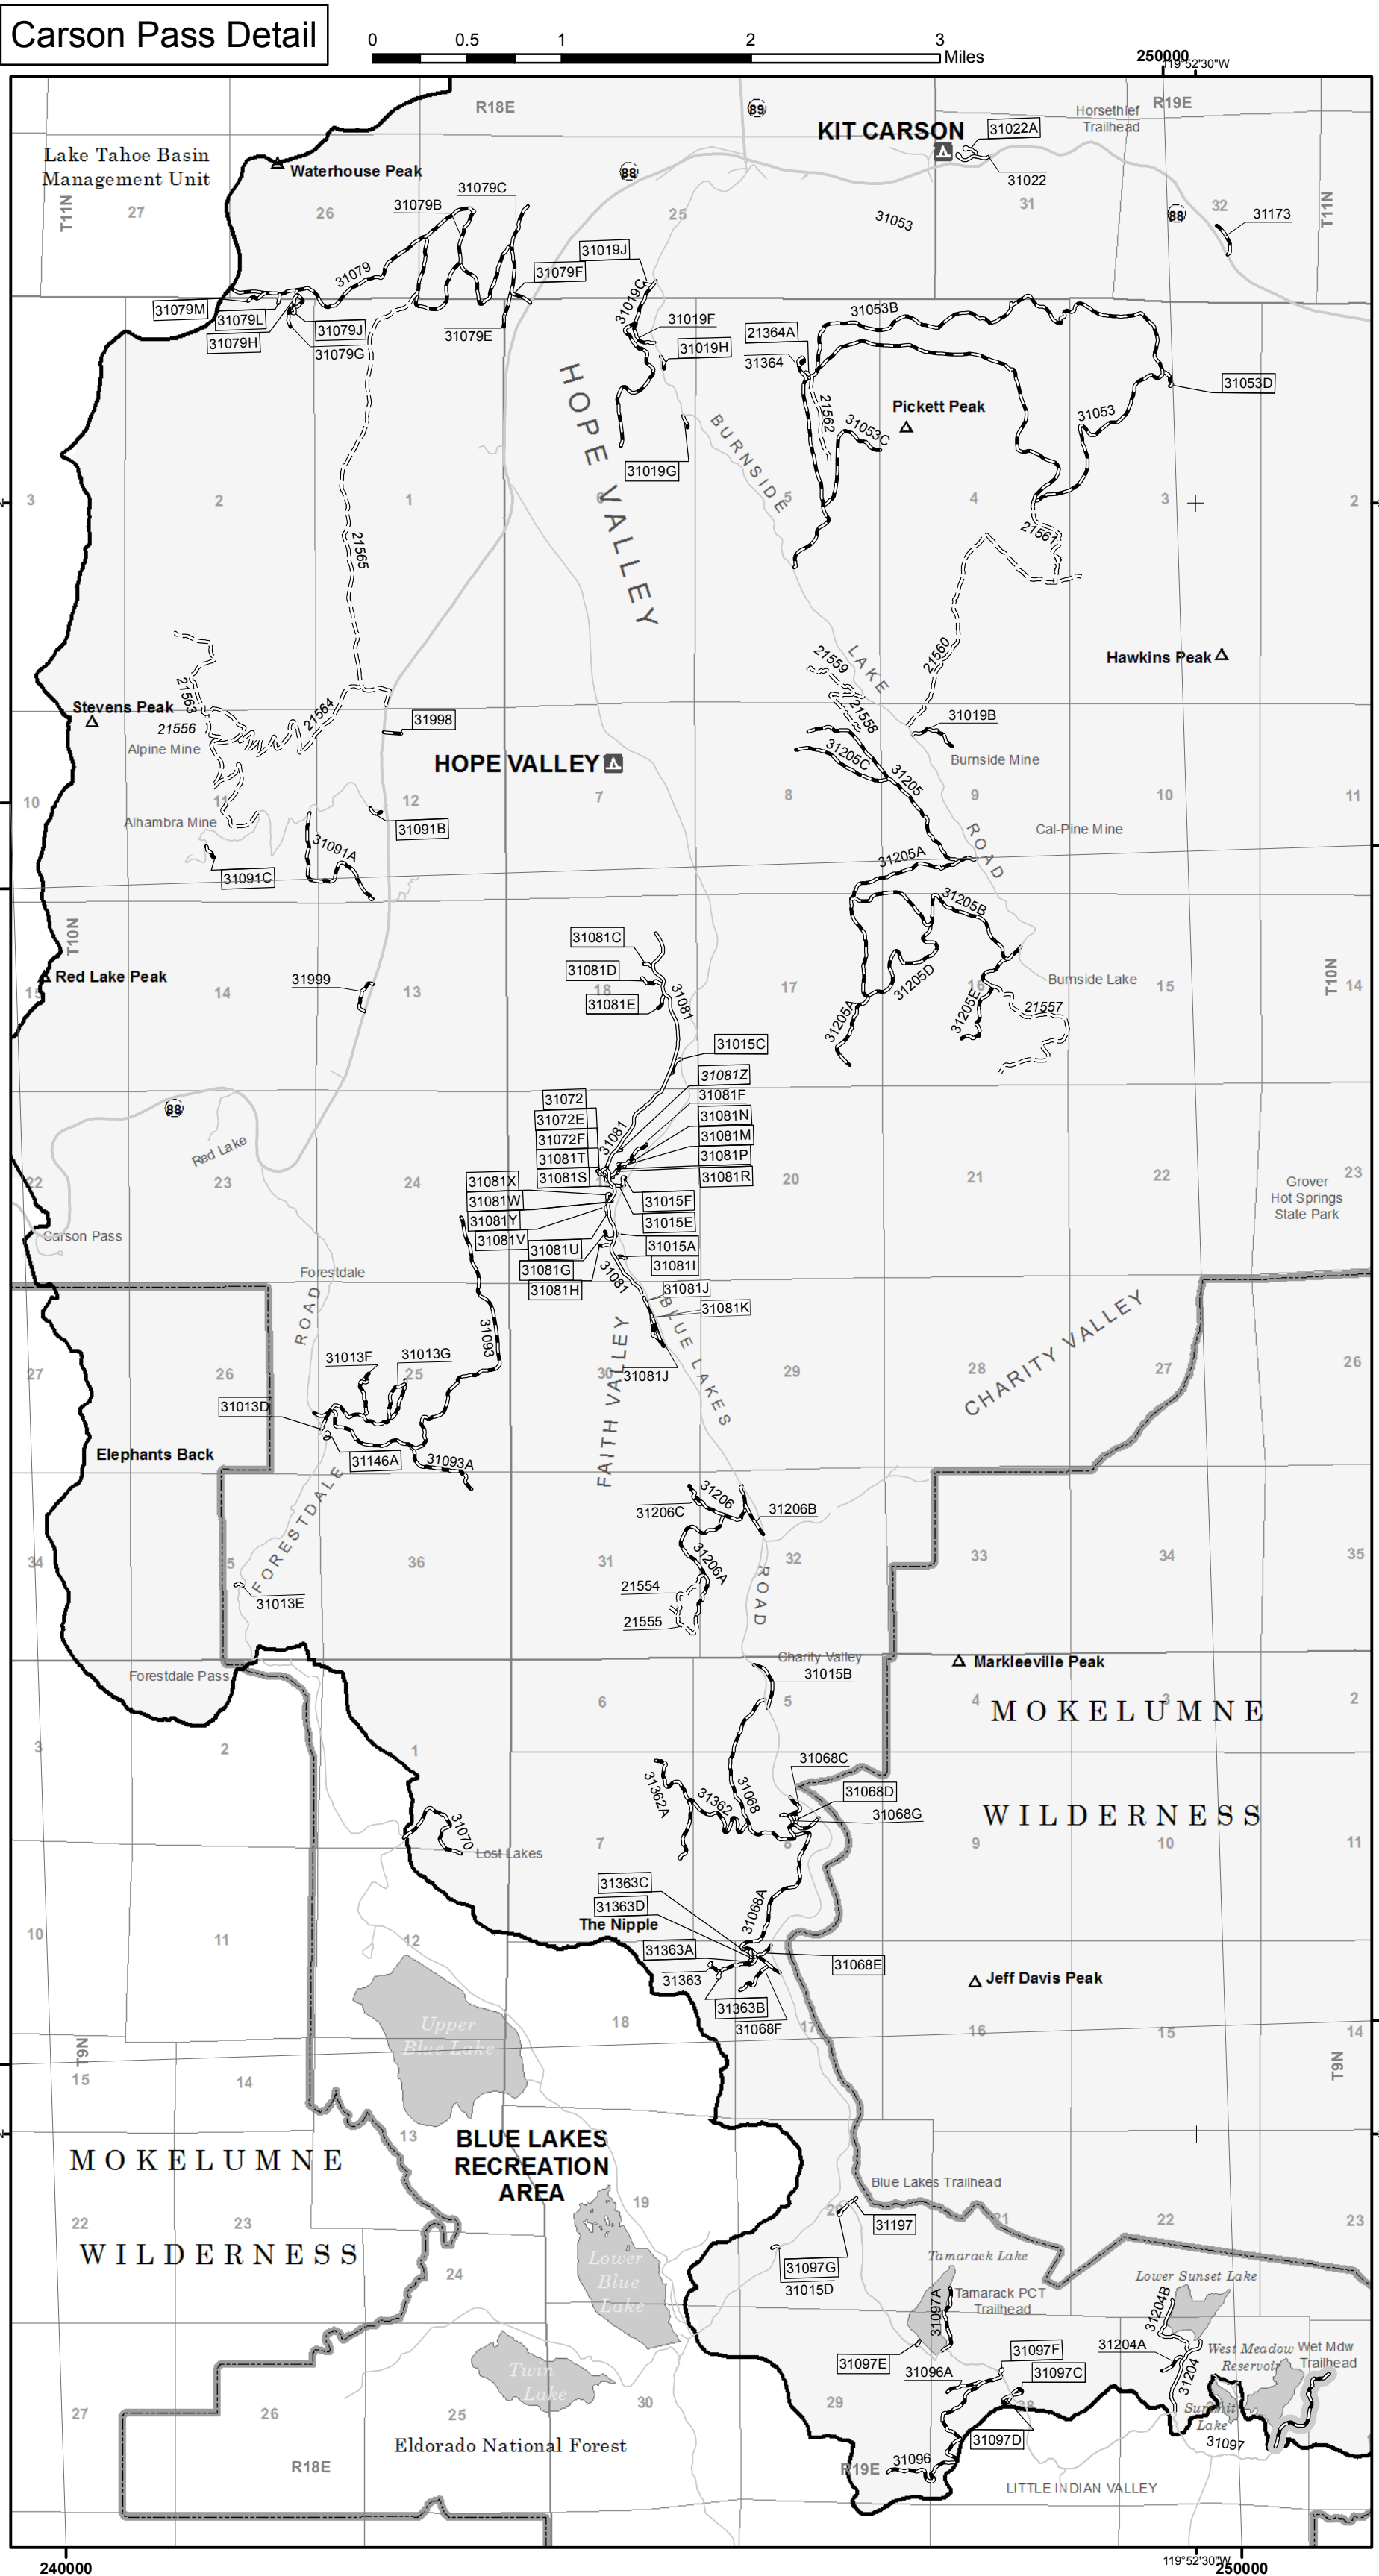 Carson Pass Detail
0 0.5 1 2 3 Miles
250000
119°52'30"W
R18E
89
R19E
Horsethief
Trailhead
KIT CARSON
31022A
31022
Lake Tahoe Basin
Management Unit
Waterhouse Peak
88
T11N
27
26
25
31
32
T11N
31079C
31079B
31053
88
31173
31079
31019J
31079F
31019C
31079M
31079L
31079H
31079J
31079G
31079E
31019F
31019H
21364A
31364
31053B
31053D
HOPE VALLEY
Pickett Peak
31053
21562
31053C
BURNSIDE
31019G
3
2
1
6
5
4
3
2
21565
21561
21560
21559
LAKE
Hawkins Peak
21563
Stevens Peak
21556
21564
21558
31998
31019B
Alpine Mine
HOPE VALLEY
31205C
31205
Burnside Mine
10
11
12
7
8
9
10
11
Alhambra Mine
31091B
Cal-Pine Mine
ROAD
31091A
31091C
31205A
31205B
T10N
31081C
Red Lake Peak
31081D
31205D
Burnside Lake
T10N
15
14
13
18
17
16
15
14
31999
31081E
31081
31205A
31205E
21557
31015C
31081Z
31072
31081F
88
31072E
31081N
31072F
31081
31081M
Red Lake
31081T
31081P
31081S
31081R
22
23
24
19
20
21
22
23
31081X
31081W
31015F
Grover
Hot Springs
State Park
31081Y
31015E
Carson Pass
31081V
31081U
31015A
31081I
Forestdale
31081G
31081H
31081
31081J
31081K
ROAD
31093
BLUE LAKES
CHARITY VALLEY
31013F
31013G
27
26
25
30
29
28
27
26
31081J
31013D
FAITH VALLEY
Elephants Back
31146A
31093A
FORESTDALE
31206
31206C
31206B
34
35
36
31
32
33
34
35
31206A
ROAD
21554
31013E
21555
Charity Valley
Forestdale Pass
Markleeville Peak
31015B
6
5
4
3
2
MOKELUMNE
3
2
1
31068C
31362A
31362
31068
31068D
31068G
WILDERNESS
31070
Lost Lakes
7
8
9
10
11
31363C
31068A
31363D
The Nipple
10
11
12
31363A
31068E
31363
Jeff Davis Peak
31363B
31068F
18
17
16
15
14
Upper
Blue Lake
T9N
T9N
15
14
13
MOKELUMNE
BLUE LAKES
RECREATION
AREA
Blue Lakes Trailhead
19
20
21
22
23
22
23
31197
WILDERNESS
24
Lower
Blue
Lake
31097G
31015D
Tamarack Lake
Lower Sunset Lake
Tamarack PCT
Trailhead
31097A
31204B
31204A
West Meadow
Reservoir
Wet Mdw
Trailhead
31097E
31097F
31096A
31097C
31204
Twin
Lake
27
26
25
30
29
28
Summit
Lake
31097
Eldorado National Forest
31097D
R18E
R19E
31096
LITTLE INDIAN VALLEY
240000
119°52'30"W
250000